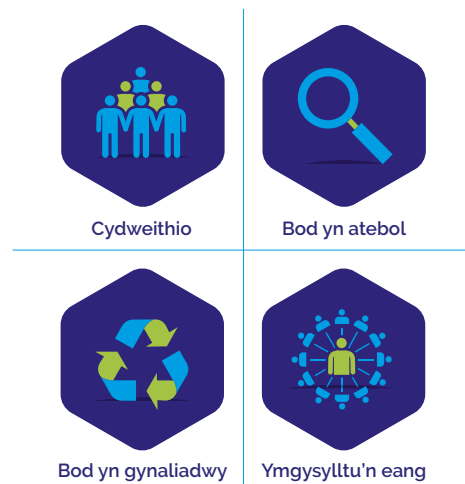 Cydweithio
Bod yn atebol
Bod yn gynaliadwy
Ymgysylltu'n eang